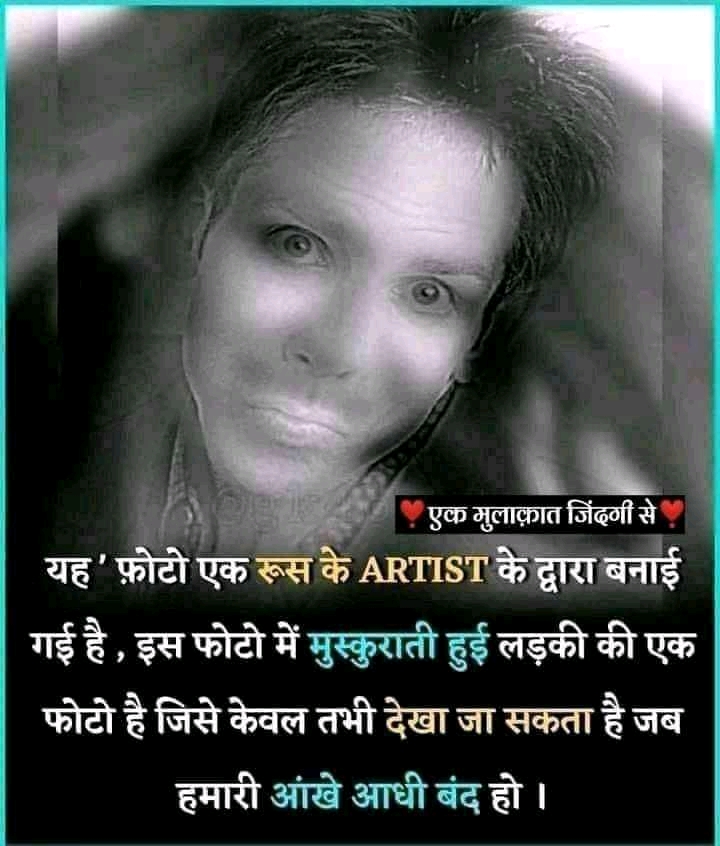 ❤️एक मुलाक़ात जिंदगी से❤️
यह ' फ़ोटो एक रूस के ARTIST के द्वारा बनाई
गई है , इस फोटो में मुस्कुराती हुई लड़की की एक
फोटो है जिसे केवल तभी देखा जा सकता है जब
हमारी आंखे आधी बंद हो ।